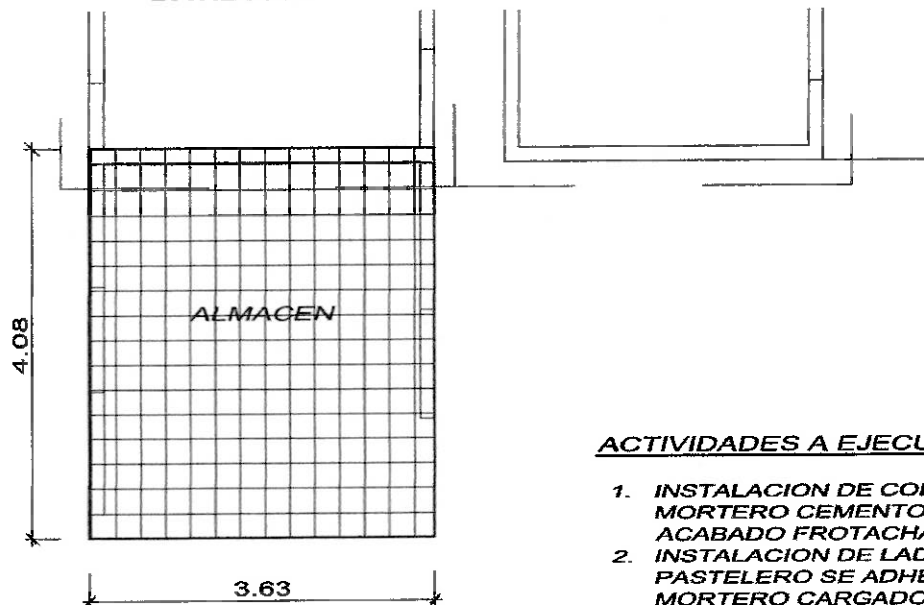 ALMACEN
4.08
3.63
ACTIVIDADES A EJECU
1. INSTALACION DE CO
MORTERO CEMENTO
ACABADO FROTACHA
2. INSTALACION DE LAD
PASTELERO SE ADHE
MORTERO CARGADO